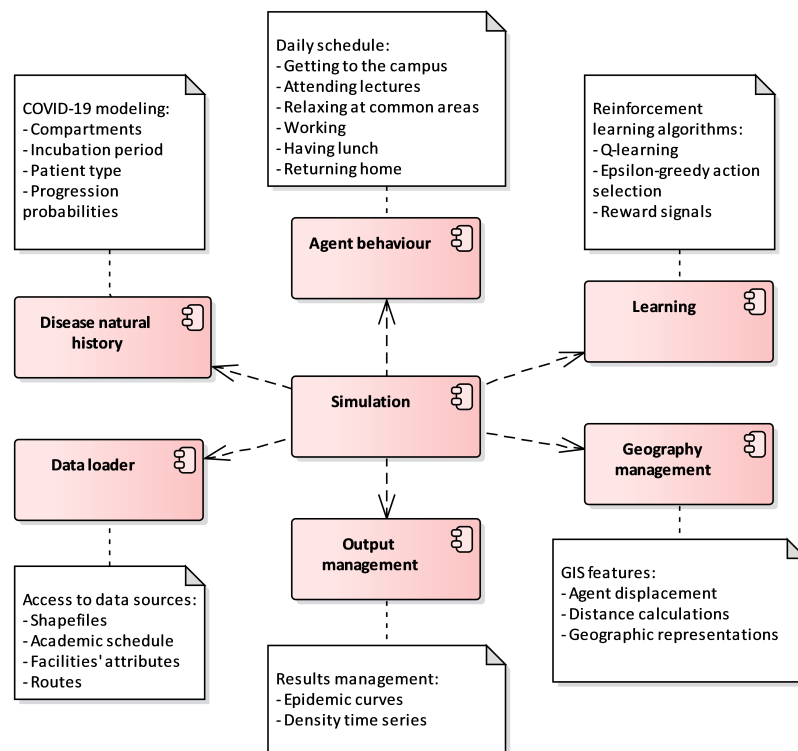 Daily schedule:
- Getting to the campus
- Attending lectures
- Relaxing at common areas
- Working
- Having lunch
- Returning home
COVID-19 modeling:
- Compartments
- Incubation period
- Patient type
- Progression
probabilities
Reinforcement
learning algorithms:
- Q-learning
- Epsilon-greedy action
selection
- Reward signals
Agent behaviour
Disease natural
history
Learning
Simulation
Data loader
Geography
management
Output
management
Access to data sources:
- Shapefiles
- Academic schedule
- Facilities' attributes
- Routes
GIS features:
- Agent displacement
- Distance calculations
- Geographic representations
Results management:
- Epidemic curves
- Density time series